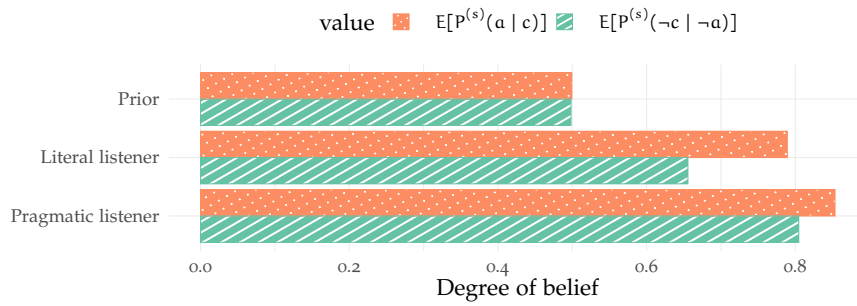 value E[P⁽ˢ⁾(a | c)] E[P⁽ˢ⁾(¬c | ¬a)]
Prior
Literal listener
Pragmatic listener
0.0 0.2 0.4 0.6 0.8
Degree of belief